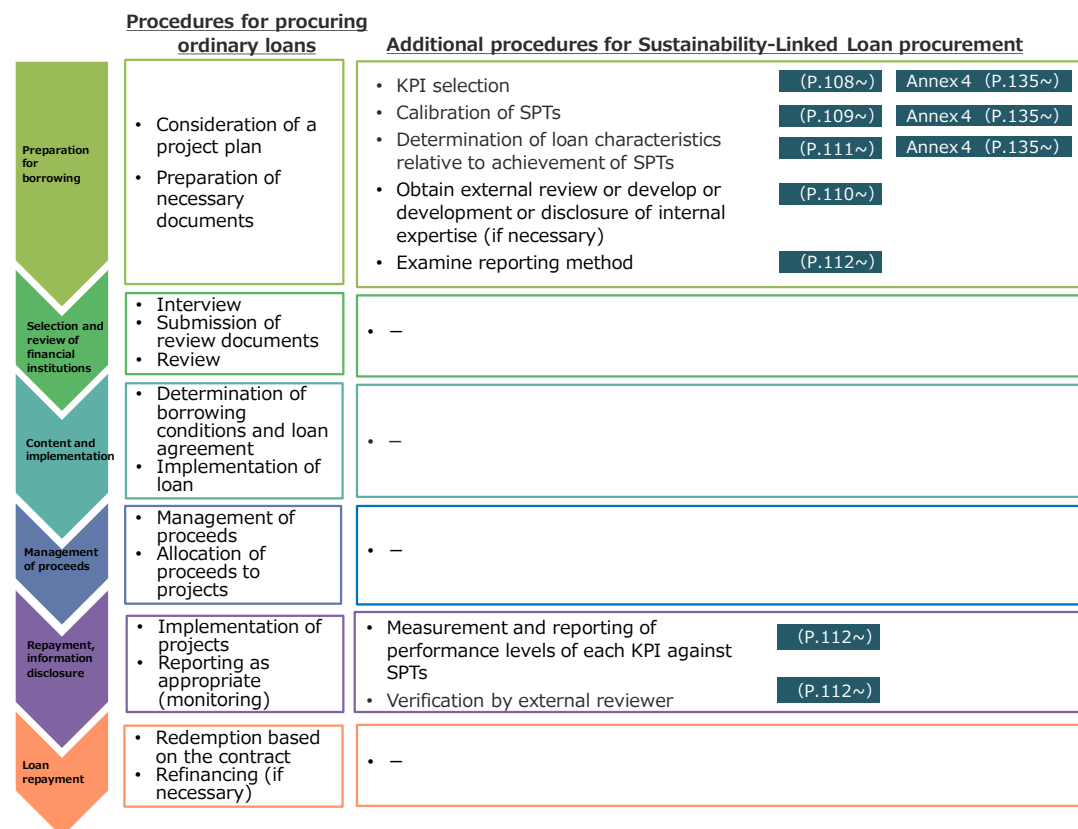 Procedures for procuring
ordinary loans
Additional procedures for Sustainability-Linked Loan procurement
Preparation
for
borrowing
• Consideration of a
project plan
• Preparation of
necessary
documents
• KPI selection
(P.108~) Annex 4 (P.135~)
• Calibration of SPTs
(P.109~) Annex 4 (P.135~)
• Determination of loan characteristics
relative to achievement of SPTs
(P.111~) Annex 4 (P.135~)
• Obtain external review or develop or
development or disclosure of internal
expertise (if necessary)
(P.110~)
• Examine reporting method
(P.112~)
Selection and
review of
financial
institutions
• Interview
• Submission of
review documents
• Review
• –
Content and
implementation
• Determination of
borrowing
conditions and loan
agreement
• Implementation of
loan
• –
Management
of proceeds
• Management of
proceeds
• Allocation of
proceeds to
projects
• –
Repayment,
information
disclosure
• Implementation of
projects
• Reporting as
appropriate
(monitoring)
• Measurement and reporting of
performance levels of each KPI against
SPTs
(P.112~)
• Verification by external reviewer
(P.112~)
Loan
repayment
• Redemption based
on the contract
• Refinancing (if
necessary)
• –